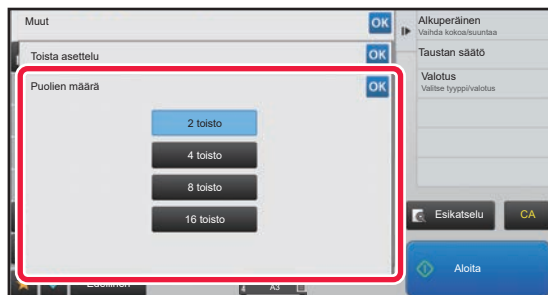 Muut
OK
Toista asettelu
OK
Puolien määrä
OK
2 toisto
4 toisto
8 toisto
16 toisto
Alkuperäinen
Vaihda kokoa/suuntaa
Taustan säätö
Valotus
Valitse tyyppi/valotus
Esikatselu
CA
Aloita
Edellinen
A3